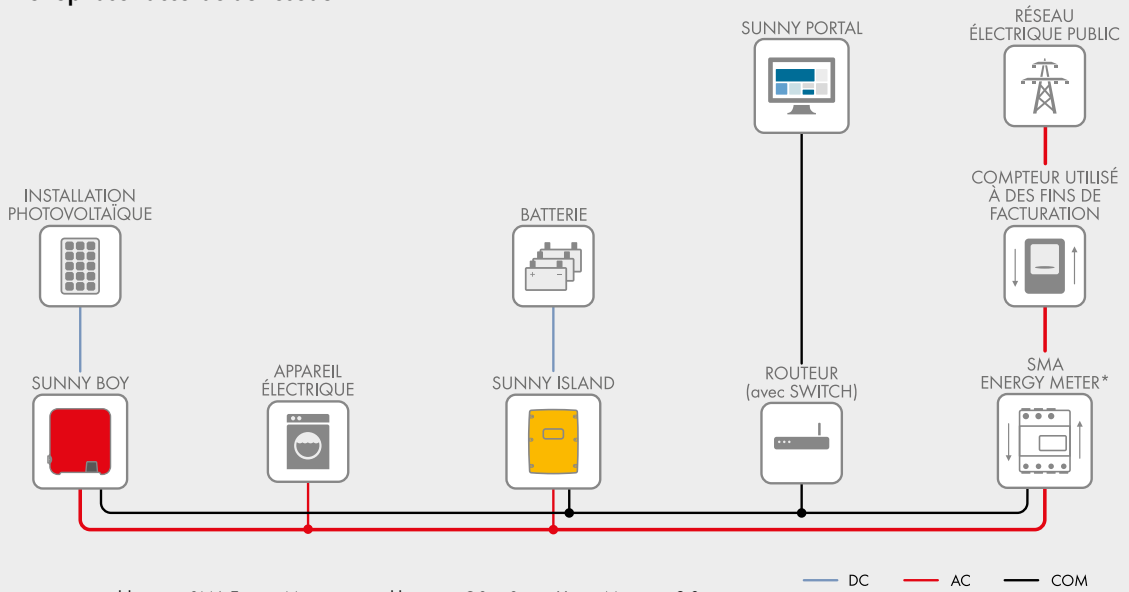 SUNNY PORTAL
RÉSEAU
ÉLECTRIQUE PUBLIC
COMPTEUR UTILISÉ
À DES FINS DE
FACTURATION
INSTALLATION
PHOTOVOLTAÏQUE
BATTERIE
SUNNY BOY
APPAREIL
ÉLECTRIQUE
SUNNY ISLAND
ROUTEUR
(avec SWITCH)
SMA
ENERGY METER*
DC
AC
COM